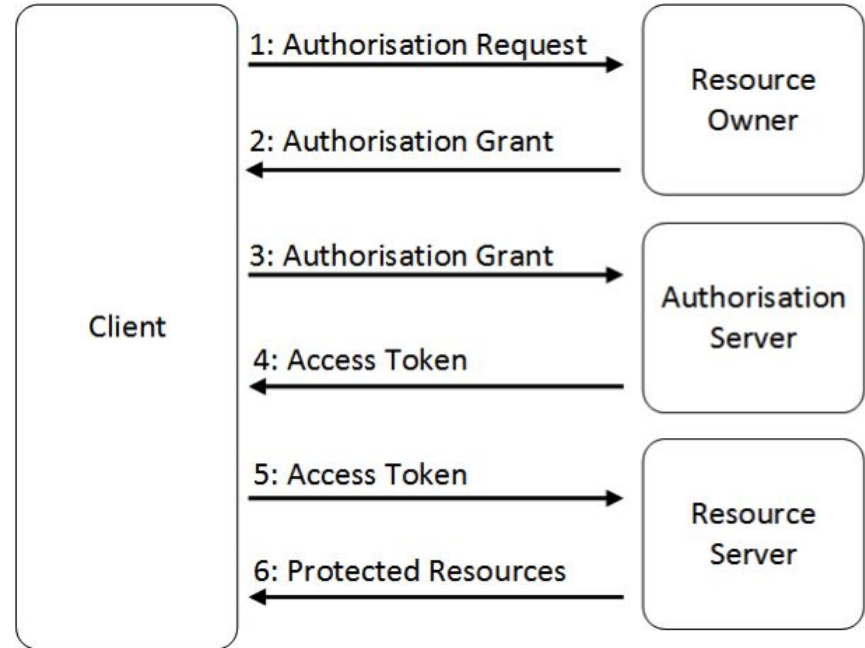 1: Authorisation Request
Resource
Owner
2: Authorisation Grant
3: Authorisation Grant
Client
Authorisation
Server
4: Access Token
5: Access Token
Resource
Server
6: Protected Resources